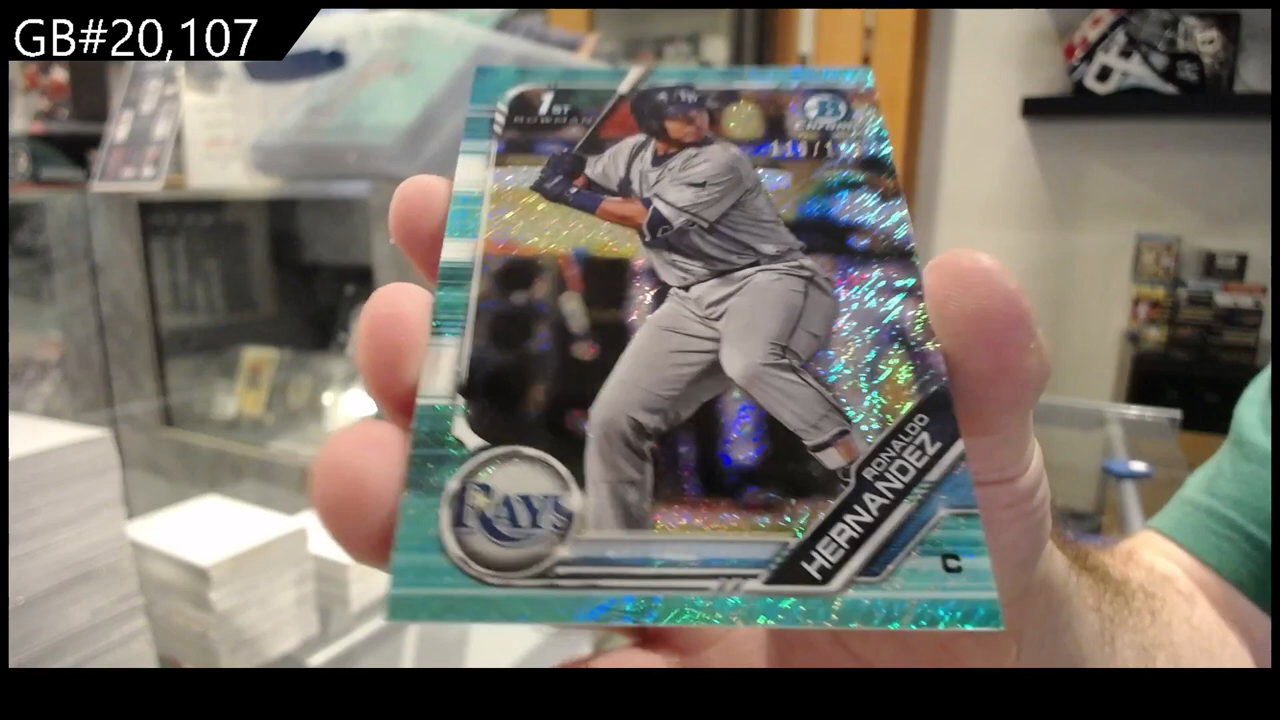 GB#20,107
1ST
BOWMAN
B
RAYS
RONALDO
HERNANDEZ
C